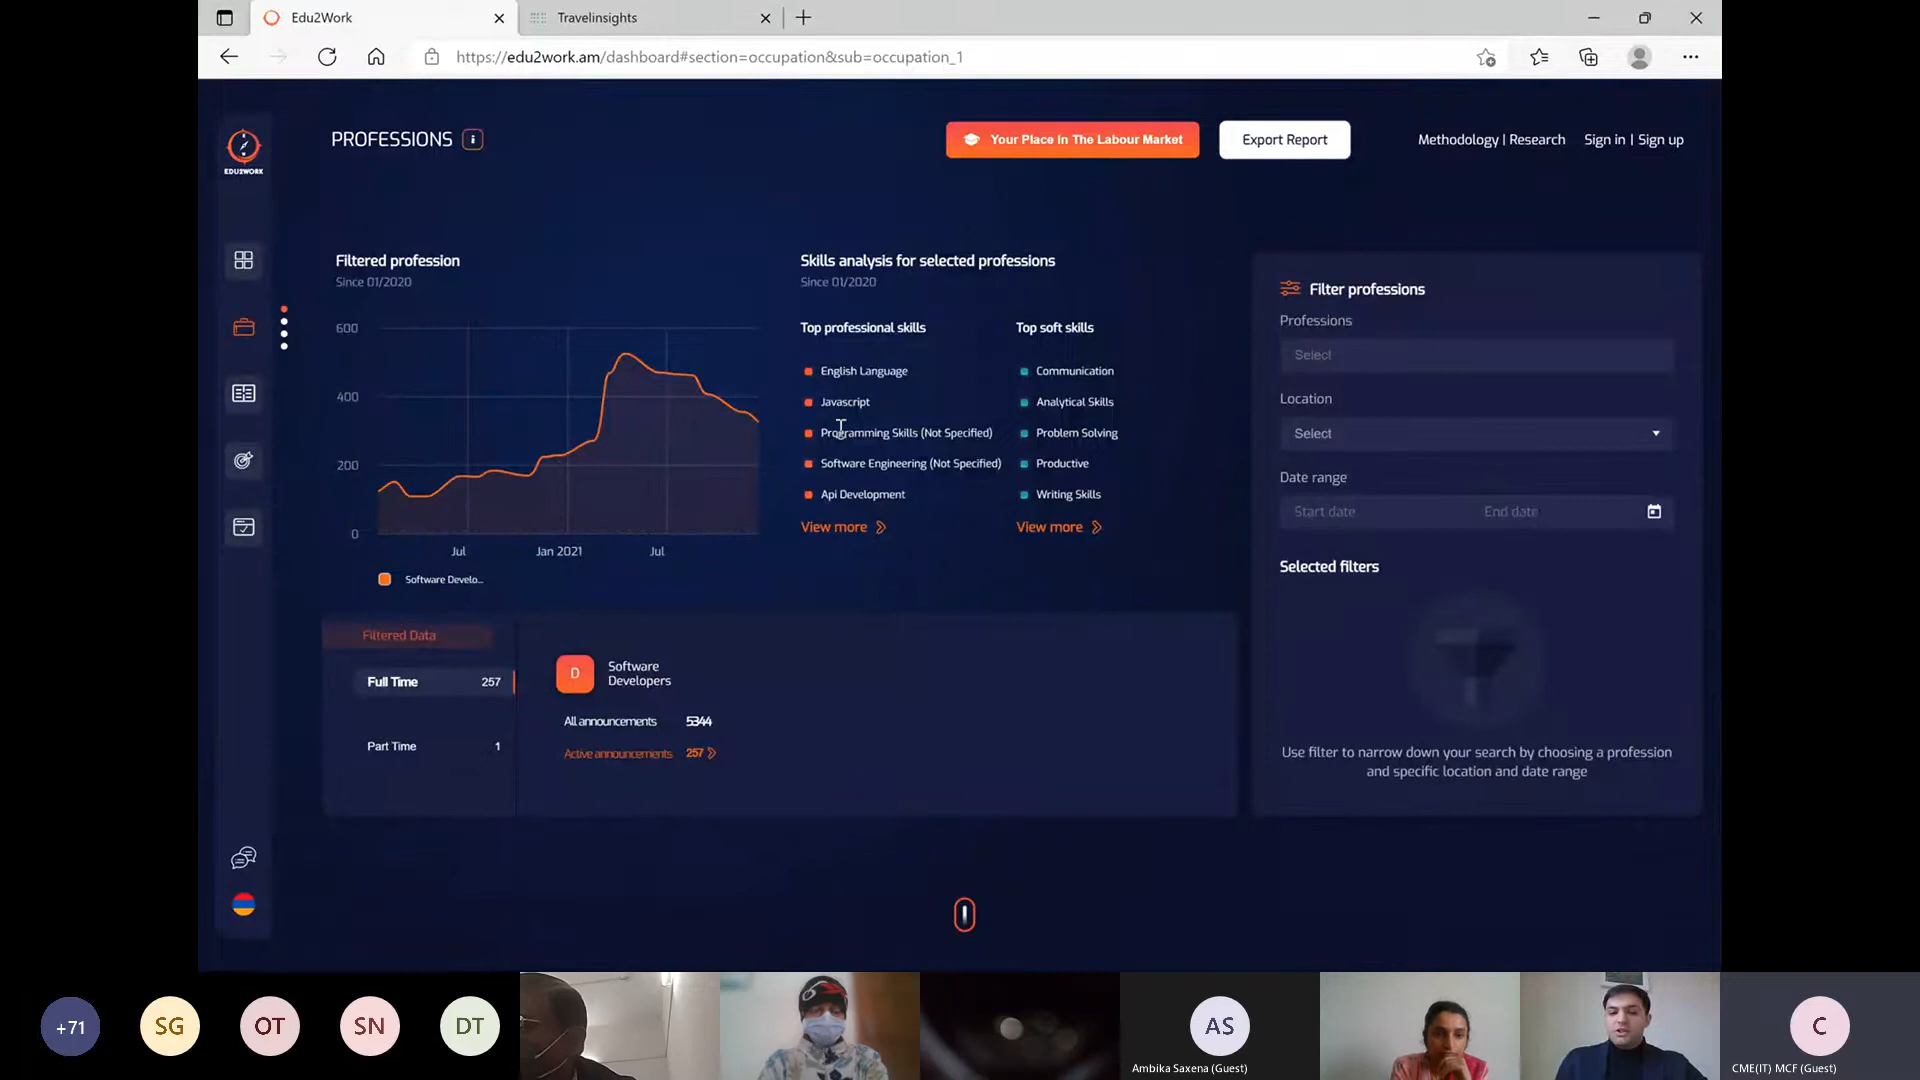 Edu2Work
Travelinsights
https://edu2work.am/dashboard#section=occupation&sub=occupation_1
EDU2WORK
PROFESSIONS i
Your Place In The Labour Market
Export Report
Methodology | Research
Sign in | Sign up
Filtered profession
Since 01/2020
600
400
200
0
Jul
Jan 2021
Jul
Software Develo...
Skills analysis for selected professions
Since 01/2020
Top professional skills
English Language
Javascript
Programming Skills (Not Specified)
Software Engineering (Not Specified)
Api Development
View more
Top soft skills
Communication
Analytical Skills
Problem Solving
Productive
Writing Skills
View more
Filter professions
Professions
Select
Location
Select
Date range
Start date
End date
Selected filters
Use filter to narrow down your search by choosing a profession
and specific location and date range
Filtered Data
Full Time 257
Part Time 1
D
Software
Developers
All announcements 5344
Active announcements 257
+71
SG
OT
SN
DT
AS
Ambika Saxena (Guest)
C
CME(IT) MCF (Guest)